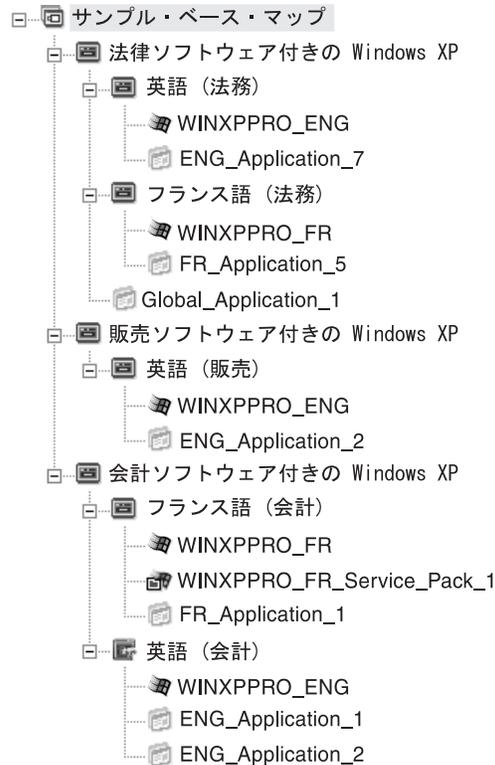 サンプル・ベース・マップ
法律ソフトウェア付きの Windows XP
英語（法務）
WINXPPRO_ENG
ENG_Application_7
フランス語（法務）
WINXPPRO_FR
FR_Application_5
Global_Application_1
販売ソフトウェア付きの Windows XP
英語（販売）
WINXPPRO_ENG
ENG_Application_2
会計ソフトウェア付きの Windows XP
フランス語（会計）
WINXPPRO_FR
WINXPPRO_FR_Service_Pack_1
FR_Application_1
英語（会計）
WINXPPRO_ENG
ENG_Application_1
ENG_Application_2